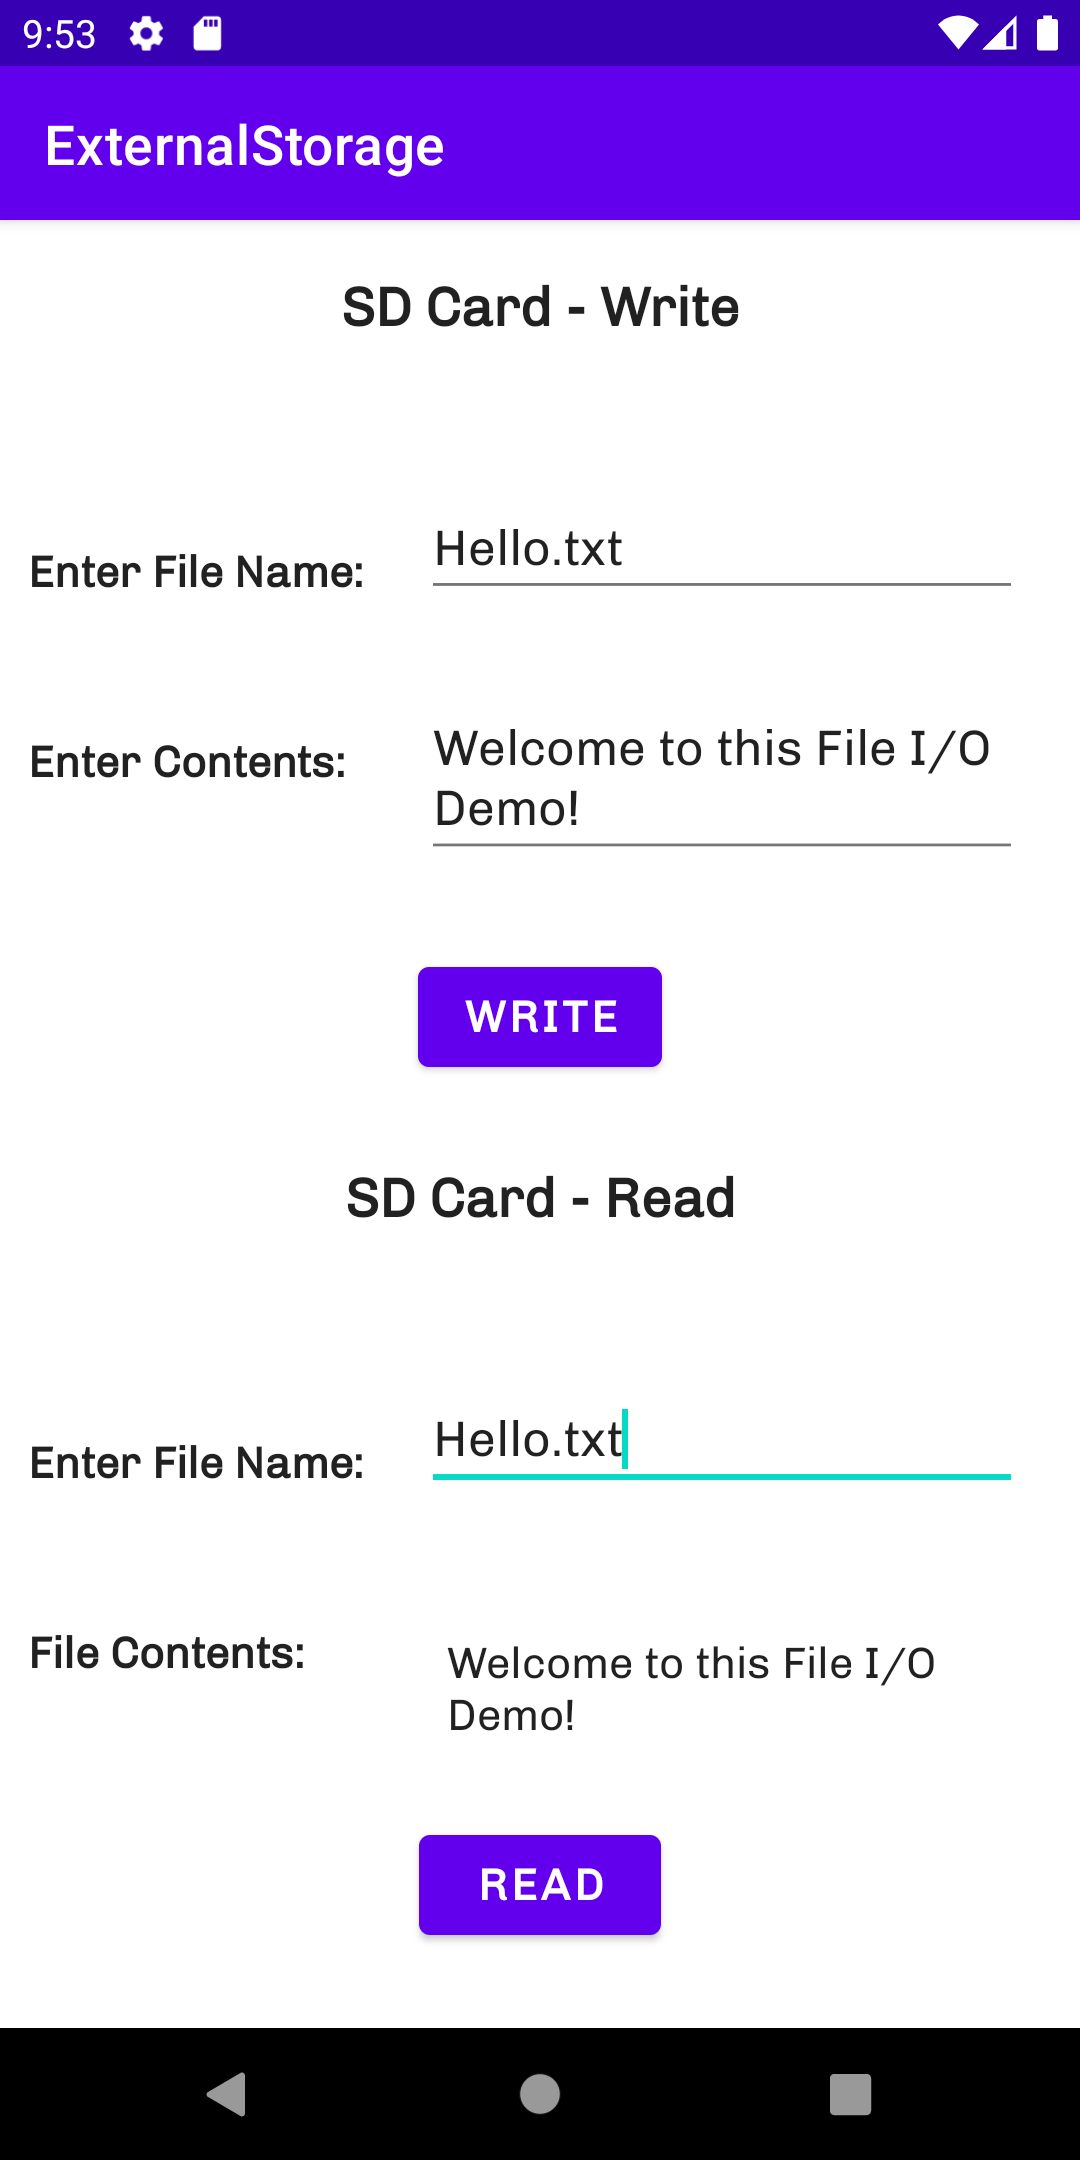 9:53
ExternalStorage
SD Card - Write
Enter File Name:
Hello.txt
Enter Contents:
Welcome to this File I/O
Demo!
WRITE
SD Card - Read
Enter File Name:
Hello.txt
File Contents:
Welcome to this File I/O
Demo!
READ